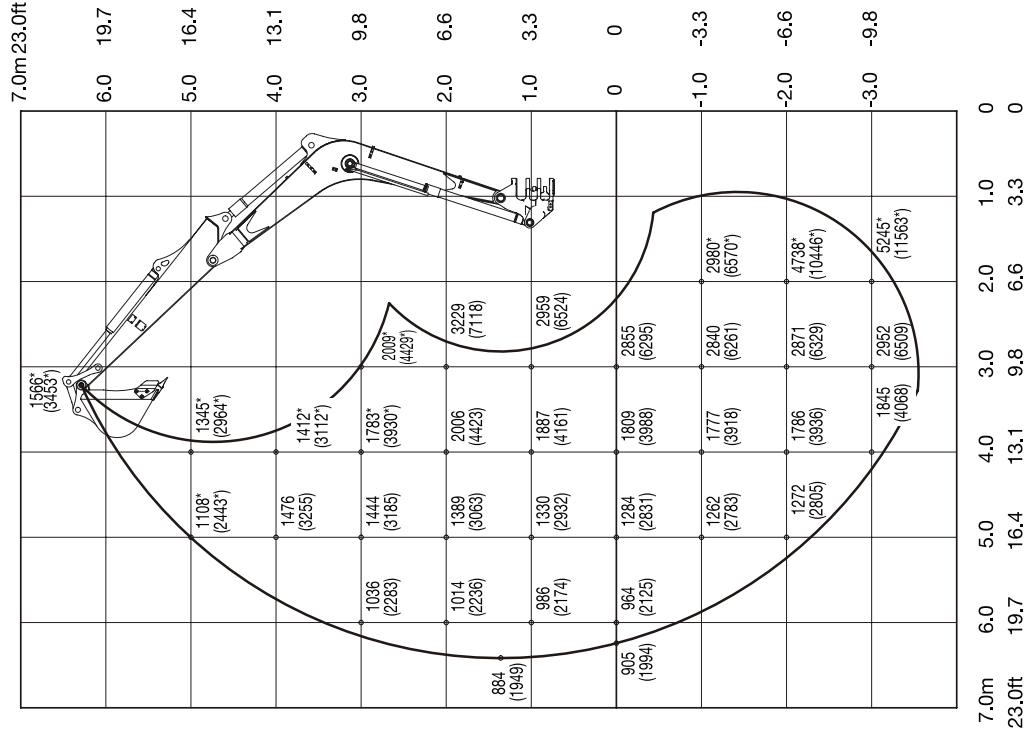 7.0m 23.0ft
1566*
(3453*)
6.0 19.7
1108* 1345* 5.0 16.4
(2443*) (2964*)
1476 1412* 4.0 13.1
(3255) (3112*)
1036 1444 1783* 2009* 3.0 9.8
(2283) (3185) (3930*) (4429*)
1014 1389 2006 3229 2.0 6.6
(2236) (3063) (4423) (7118)
884
(1949)
986 1330 1887 2959 1.0 3.3
(2174) (2932) (4161) (6524)
905 964 1284 1809 2855 0 0
(1994) (2125) (2831) (3988) (6295)
1262 1777 2840 2980* -1.0 -3.3
(2783) (3918) (6261) (6570*)
1272 1786 2871 4738* -2.0 -6.6
(2805) (3936) (6329) (10446*)
1845 2952 5245* -3.0 -9.8
(4068) (6509) (11563*)
7.0m 6.0 5.0 4.0 3.0 2.0 1.0 0
23.0ft 19.7 16.4 13.1 9.8 6.6 3.3 0